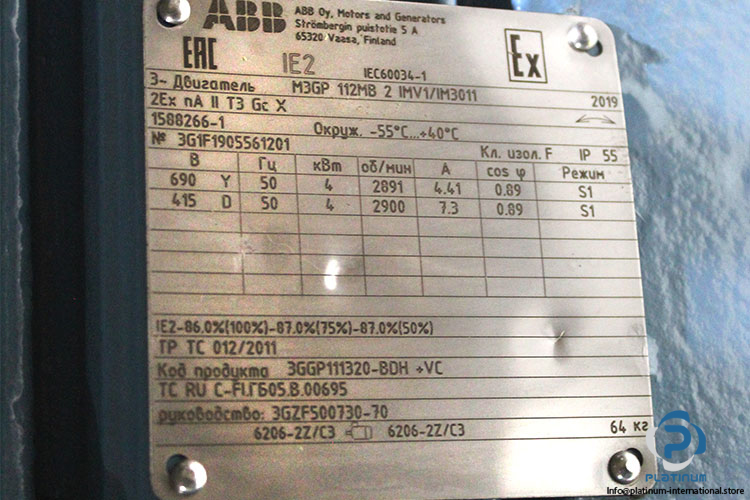 ABB
ABB Oy, Motors and Generators
Strömbergin puistotie 5 A
65320 Vaasa, Finland
EAC IE2 IEC60034-1 Ex
3~ Двигатель M3GP 112MB 2 IMV1/IM3011 2019
2Ex nA II T3 Gc X
1588266-1 Окруж. -55°C...+40°C
№ 3G1F1905561201 Кл. изол. F IP 55
В Гц кВт об/мин А cos φ Режим
690 Y 50 4 2891 4.41 0.89 S1
415 D 50 4 2900 7.3 0.89 S1
IE2-86.0%(100%)-87.0%(75%)-87.0%(50%)
ТР ТС 012/2011
Код продукта 3GGP111320-BDH +VC
TC RU C-FI.ГБ05.В.00695
руководство: 3GZF500730-70
6206-2Z/C3 6206-2Z/C3 64 кг
PLATINUM
Info@platinum-international.store